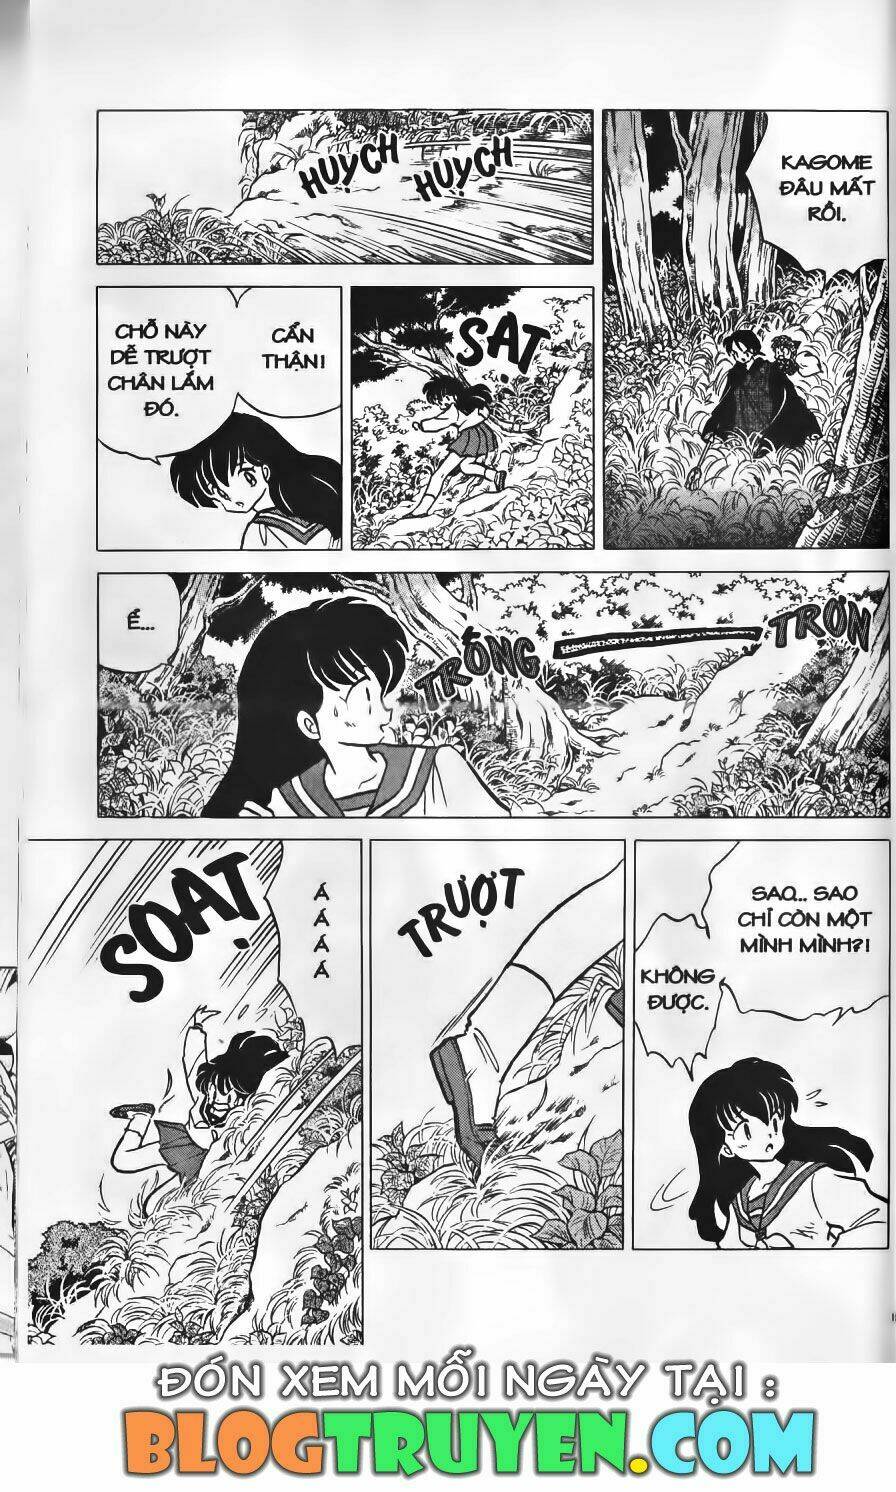 KAGOME
ĐÂU MẤT
RỒI.
HUỴCH
HUỴCH
SẠT
CẨN
THẬN!
CHỖ NÀY
DỄ TRƯỢT
CHÂN LẮM
ĐÓ.
Ể...
TRỐNG
TRƠN
SAO... SAO
CHỈ CÒN MỘT
MÌNH MÌNH?!
KHÔNG
ĐƯỢC.
TRƯỢT
Á
Á
Á
Á
SOẠT
ĐÓN XEM MỖI NGÀY TẠI :
BLOGTRUYEN.COM